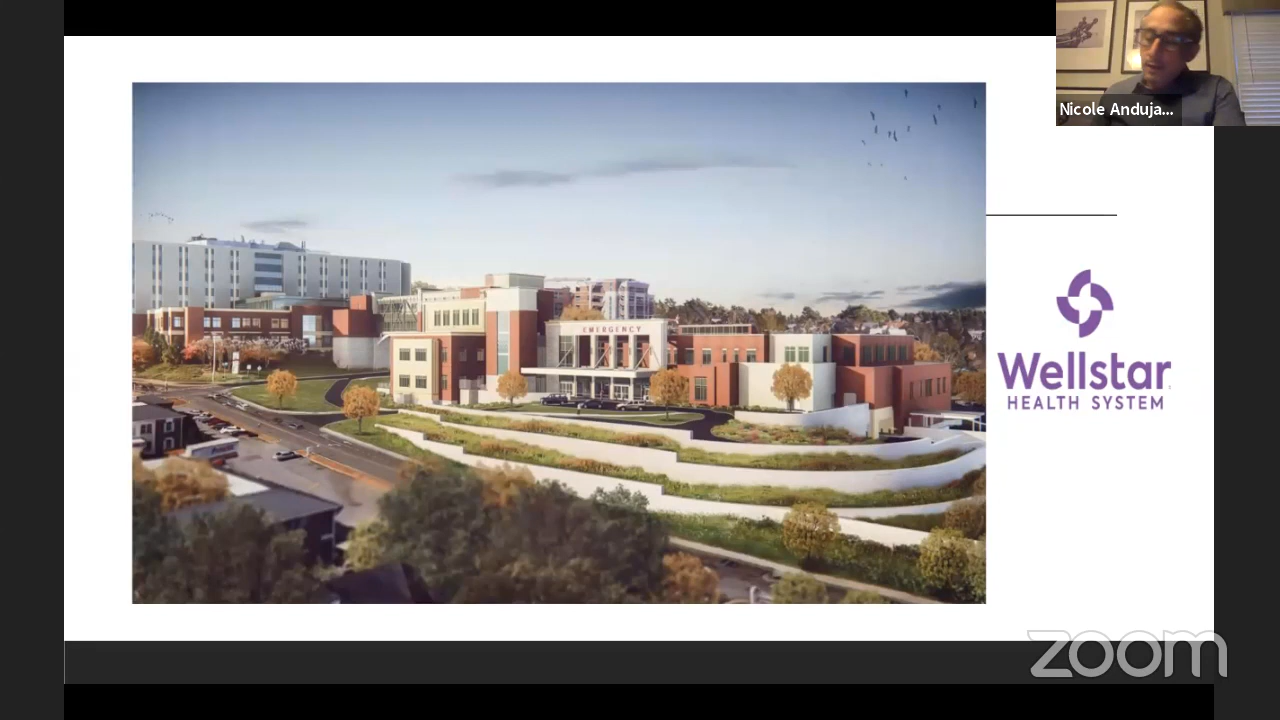 Nicole Anduja...
EMERGENCY
Wellstar
HEALTH SYSTEM
zoom